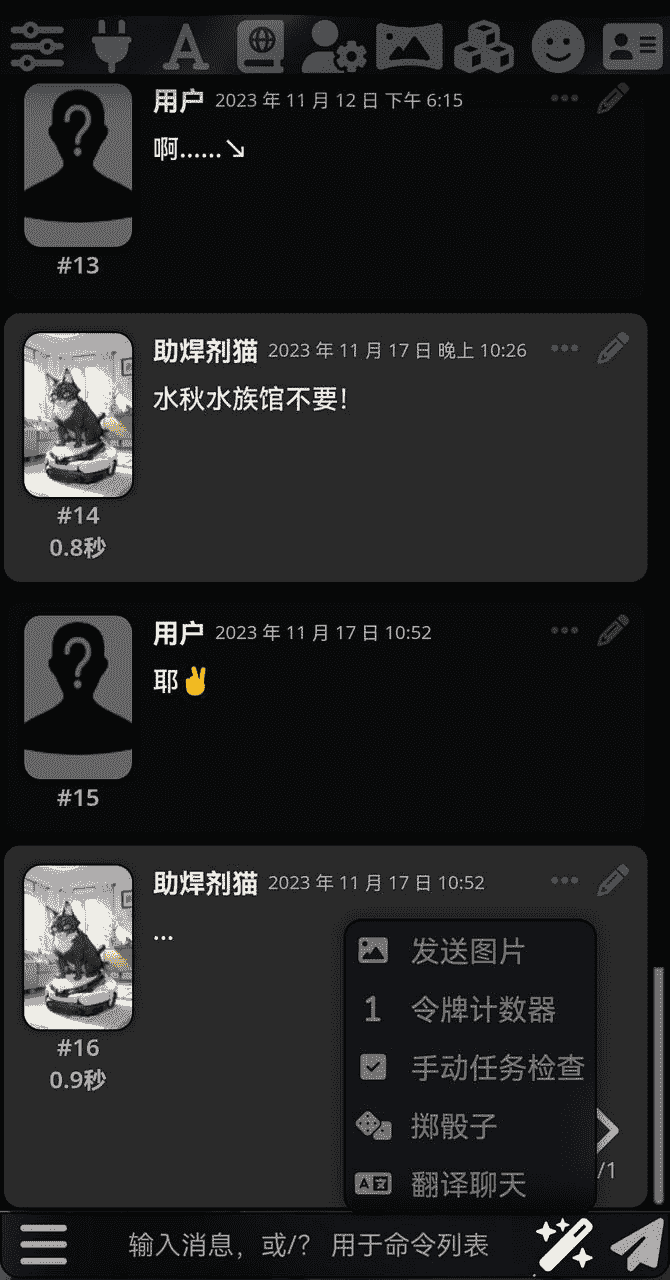 用户 2023 年 11 月 12 日 下午 6:15
啊……↘
#13
助焊剂猫 2023 年 11 月 17 日 晚上 10:26
水秋水族馆不要！
#14
0.8秒
用户 2023 年 11 月 17 日 10:52
耶✌
#15
助焊剂猫 2023 年 11 月 17 日 10:52
...
#16
0.9秒
发送图片
1 令牌计数器
手动任务检查
掷骰子
翻译聊天
/1
输入消息，或/？ 用于命令列表